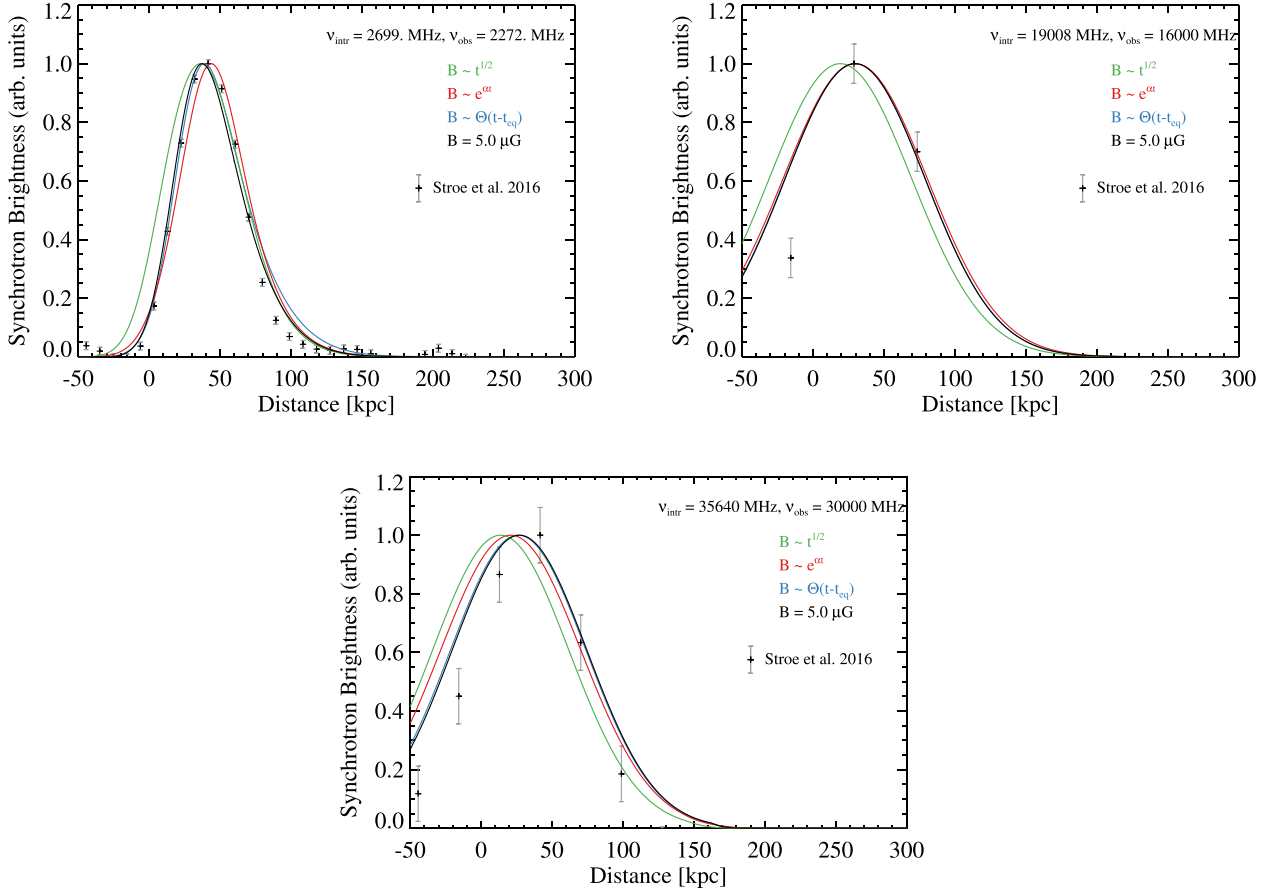 ν_intr = 2699. MHz, ν_obs = 2272. MHz
B ~ t^1/2
B ~ e^αt
B ~ Θ(t-t_eq)
B = 5.0 μG
Stroe et al. 2016
Synchrotron Brightness (arb. units)
1.2
1.0
0.8
0.6
0.4
0.2
0.0
-50 0 50 100 150 200 250 300
Distance [kpc]
ν_intr = 19008 MHz, ν_obs = 16000 MHz
B ~ t^1/2
B ~ e^αt
B ~ Θ(t-t_eq)
B = 5.0 μG
Stroe et al. 2016
Synchrotron Brightness (arb. units)
1.2
1.0
0.8
0.6
0.4
0.2
0.0
-50 0 50 100 150 200 250 300
Distance [kpc]
ν_intr = 35640 MHz, ν_obs = 30000 MHz
B ~ t^1/2
B ~ e^αt
B ~ Θ(t-t_eq)
B = 5.0 μG
Stroe et al. 2016
Synchrotron Brightness (arb. units)
1.2
1.0
0.8
0.6
0.4
0.2
0.0
-50 0 50 100 150 200 250 300
Distance [kpc]